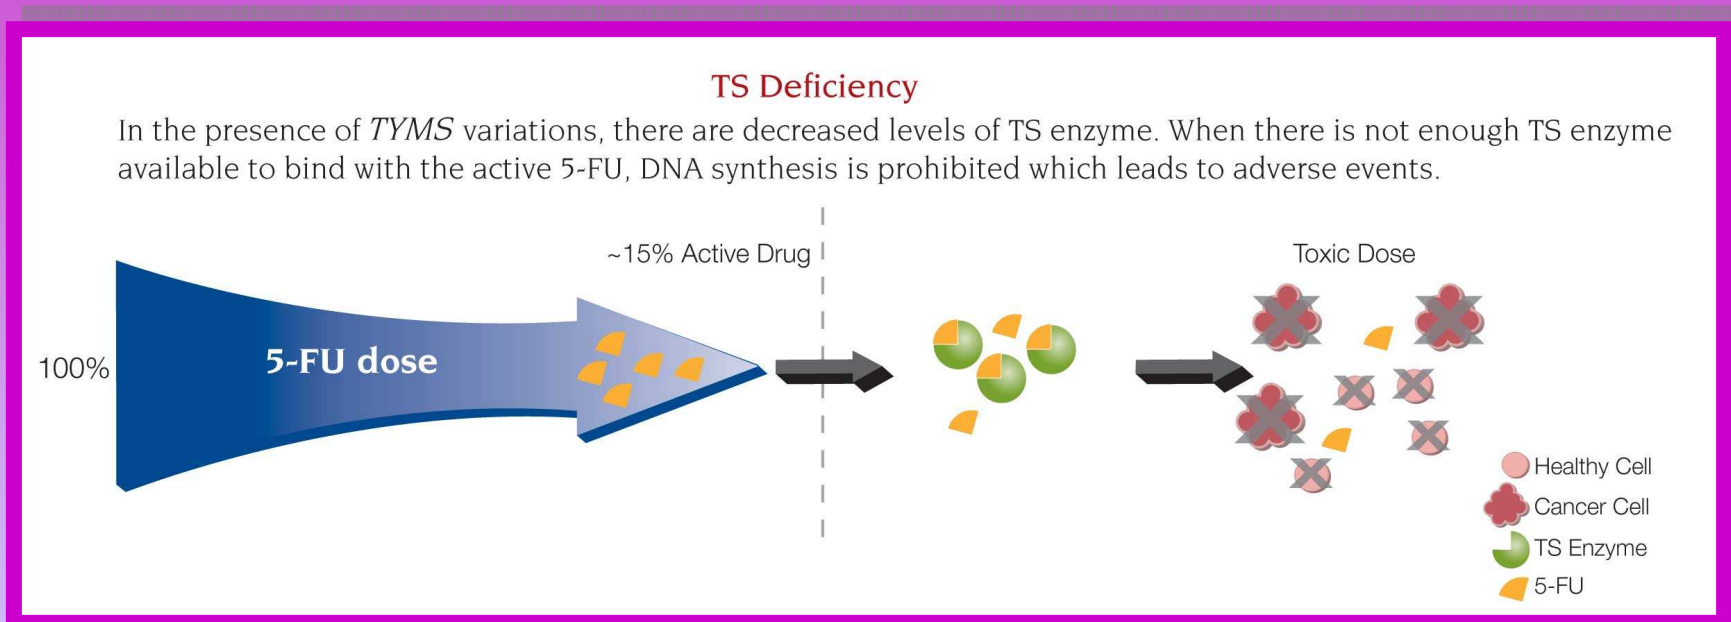 TS Deficiency
In the presence of TYMS variations, there are decreased levels of TS enzyme. When there is not enough TS enzyme
available to bind with the active 5-FU, DNA synthesis is prohibited which leads to adverse events.
~15% Active Drug
Toxic Dose
100%
5-FU dose
Healthy Cell
Cancer Cell
TS Enzyme
5-FU